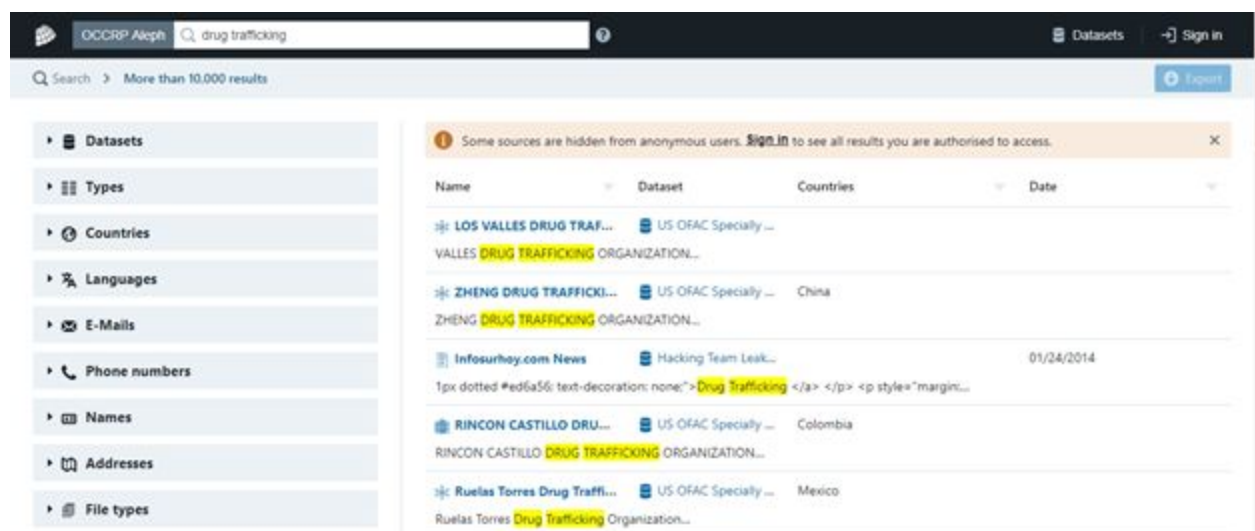 OCCRP Aleph drug trafficking Datasets Sign in
Search More than 10,000 results Export
Datasets
Types
Countries
Languages
E-Mails
Phone numbers
Names
Addresses
File types
Some sources are hidden from anonymous users. Sign in to see all results you are authorised to access.
Name Dataset Countries Date
LOS VALLES DRUG TRAF... US OFAC Specially ...
VALLES DRUG TRAFFICKING ORGANIZATION...
ZHENG DRUG TRAFFICKI... US OFAC Specially ... China
ZHENG DRUG TRAFFICKING ORGANIZATION...
Infosurhoy.com News Hacking Team Leak... 01/24/2014
1px dotted #ed6a56; text-decoration: none;">Drug Trafficking </a> </p> <p style="margin:...
RINCON CASTILLO DRU... US OFAC Specially ... Colombia
RINCON CASTILLO DRUG TRAFFICKING ORGANIZATION...
Ruelas Torres Drug Traffi... US OFAC Specially ... Mexico
Ruelas Torres Drug Trafficking Organization...